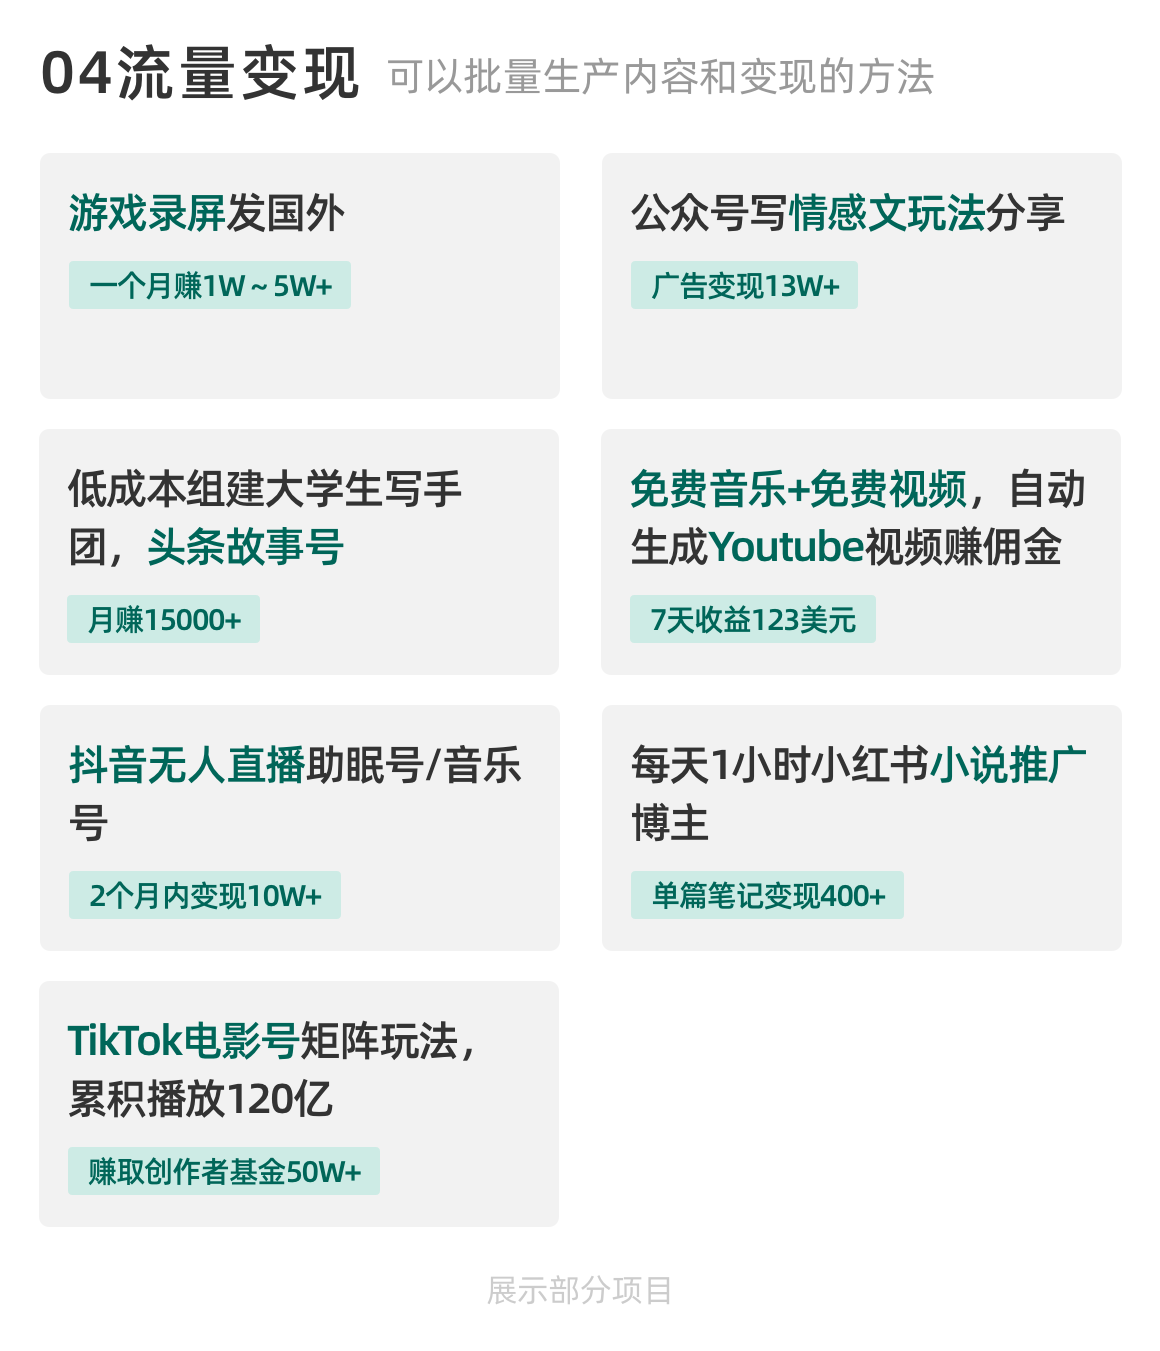 04流量变现 可以批量生产内容和变现的方法
游戏录屏发国外
一个月赚1W～5W+
公众号写情感文玩法分享
广告变现13W+
低成本组建大学生写手
团，头条故事号
月赚15000+
免费音乐+免费视频，自动
生成Youtube视频赚佣金
7天收益123美元
抖音无人直播助眠号/音乐
号
2个月内变现10W+
每天1小时小红书小说推广
博主
单篇笔记变现400+
TikTok电影号矩阵玩法，
累积播放120亿
赚取创作者基金50W+
展示部分项目